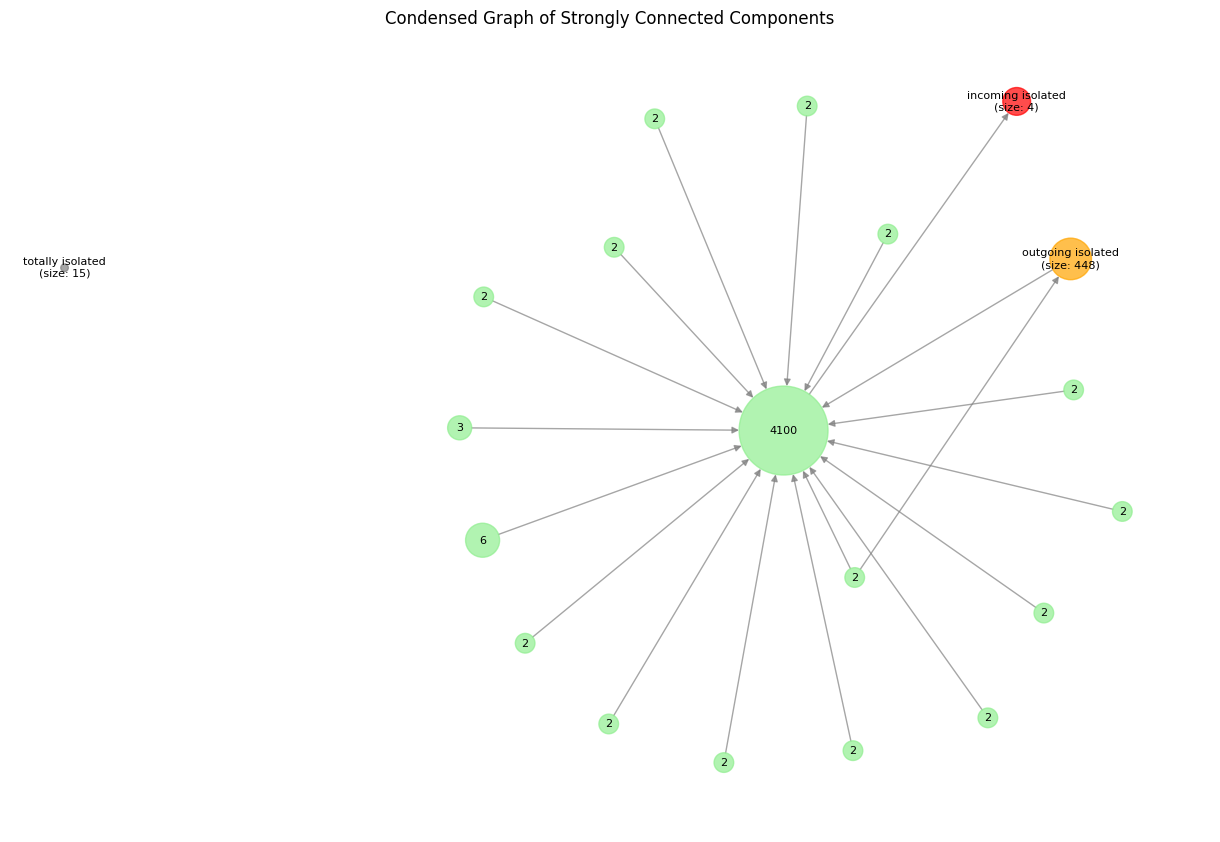 Condensed Graph of Strongly Connected Components
incoming isolated
(size: 4)
2
2
2
2
outgoing isolated
(size: 448)
totally isolated
(size: 15)
2
2
3
4100
2
6
2
2
2
2
2
2
2
2